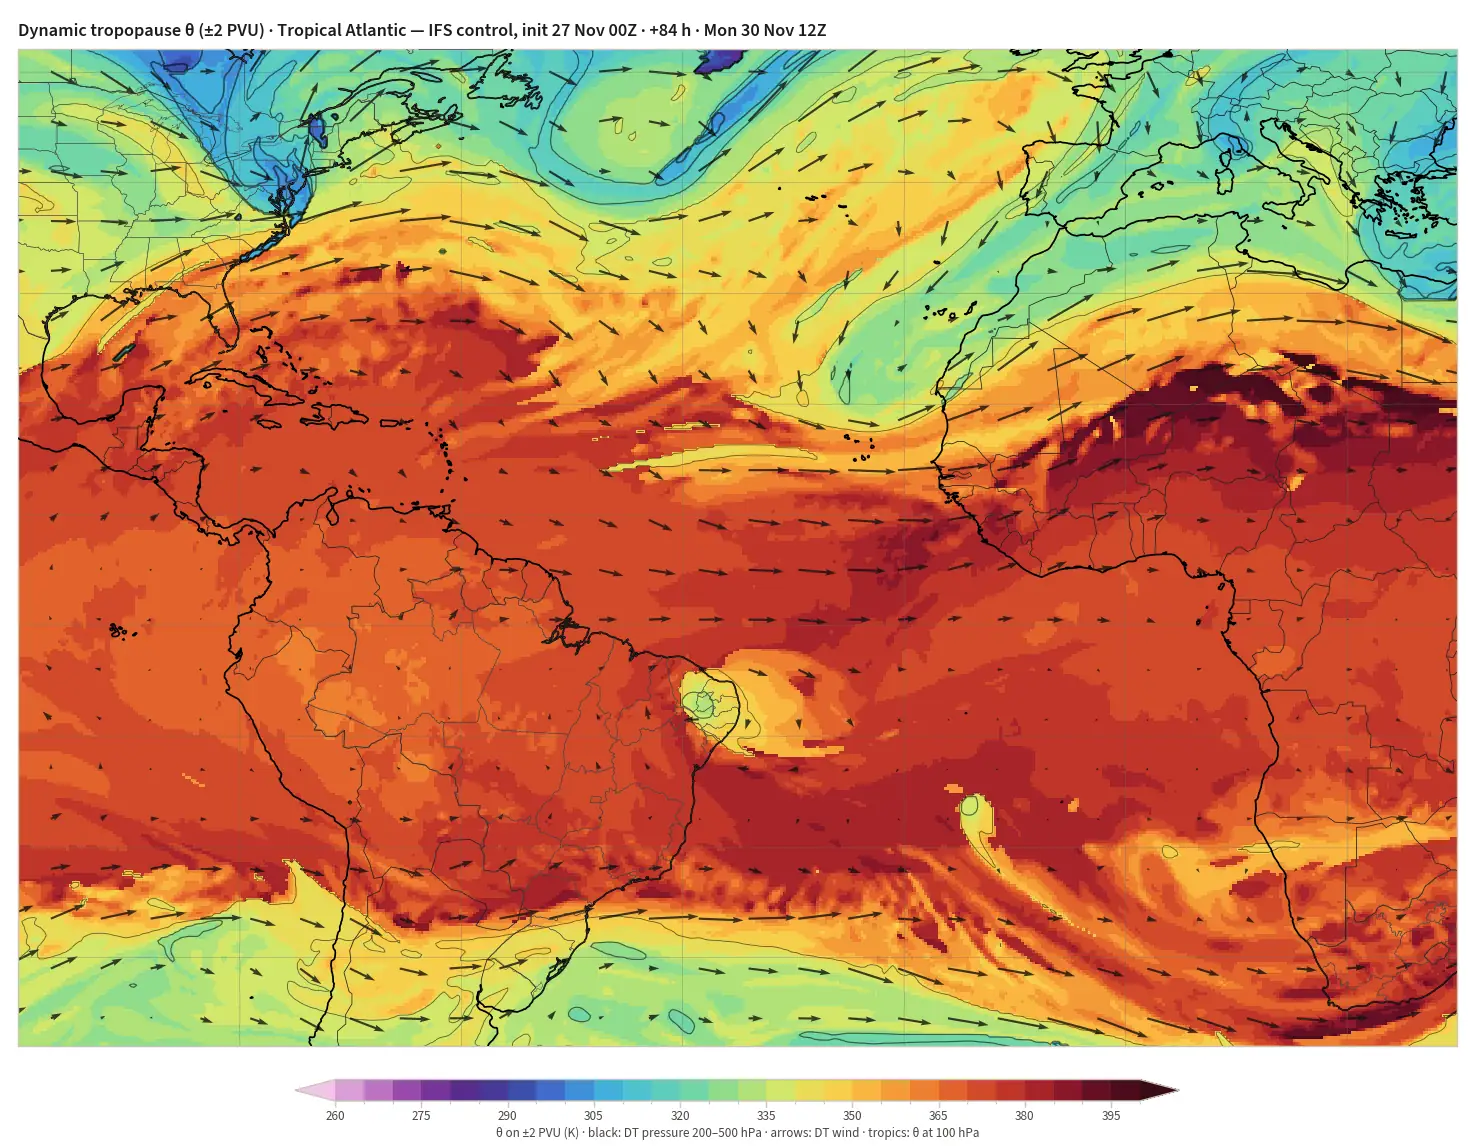 Dynamic tropopause θ (±2 PVU) · Tropical Atlantic — IFS control, init 27 Nov 00Z · +84 h · Mon 30 Nov 12Z
260 275 290 305 320 335 350 365 380 395
θ on ±2 PVU (K) · black: DT pressure 200–500 hPa · arrows: DT wind · tropics: θ at 100 hPa